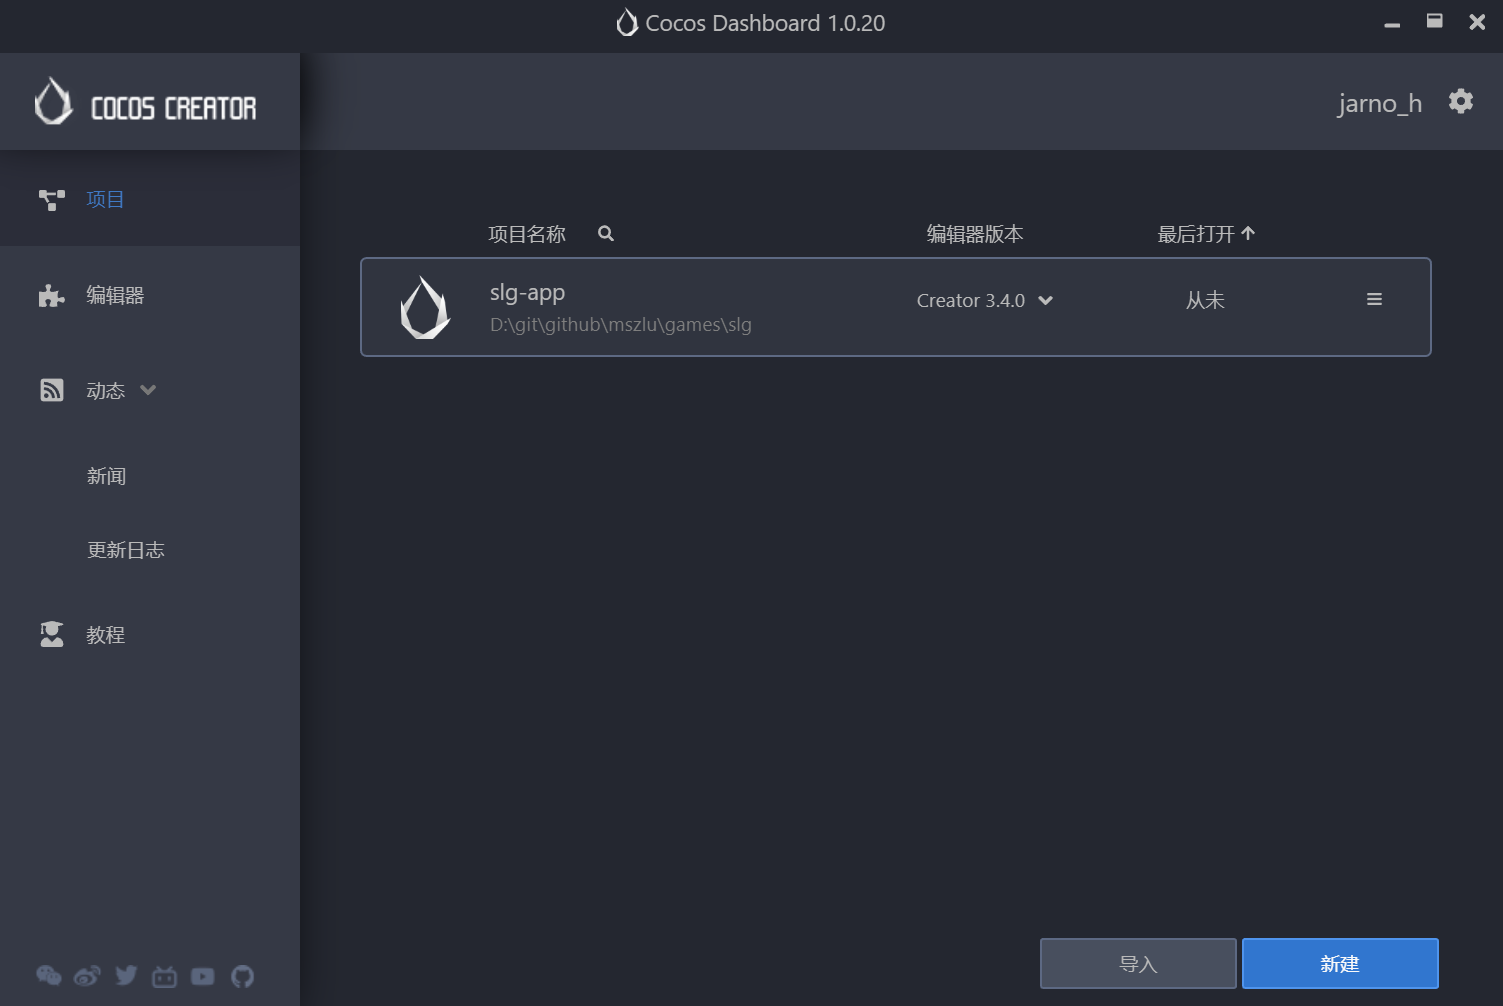 Cocos Dashboard 1.0.20
COCOS CREATOR
jarno_h
项目
编辑器
动态
新闻
更新日志
教程
项目名称
编辑器版本
最后打开
slg-app
D:\git\github\mszlu\games\slg
Creator 3.4.0
从未
导入
新建